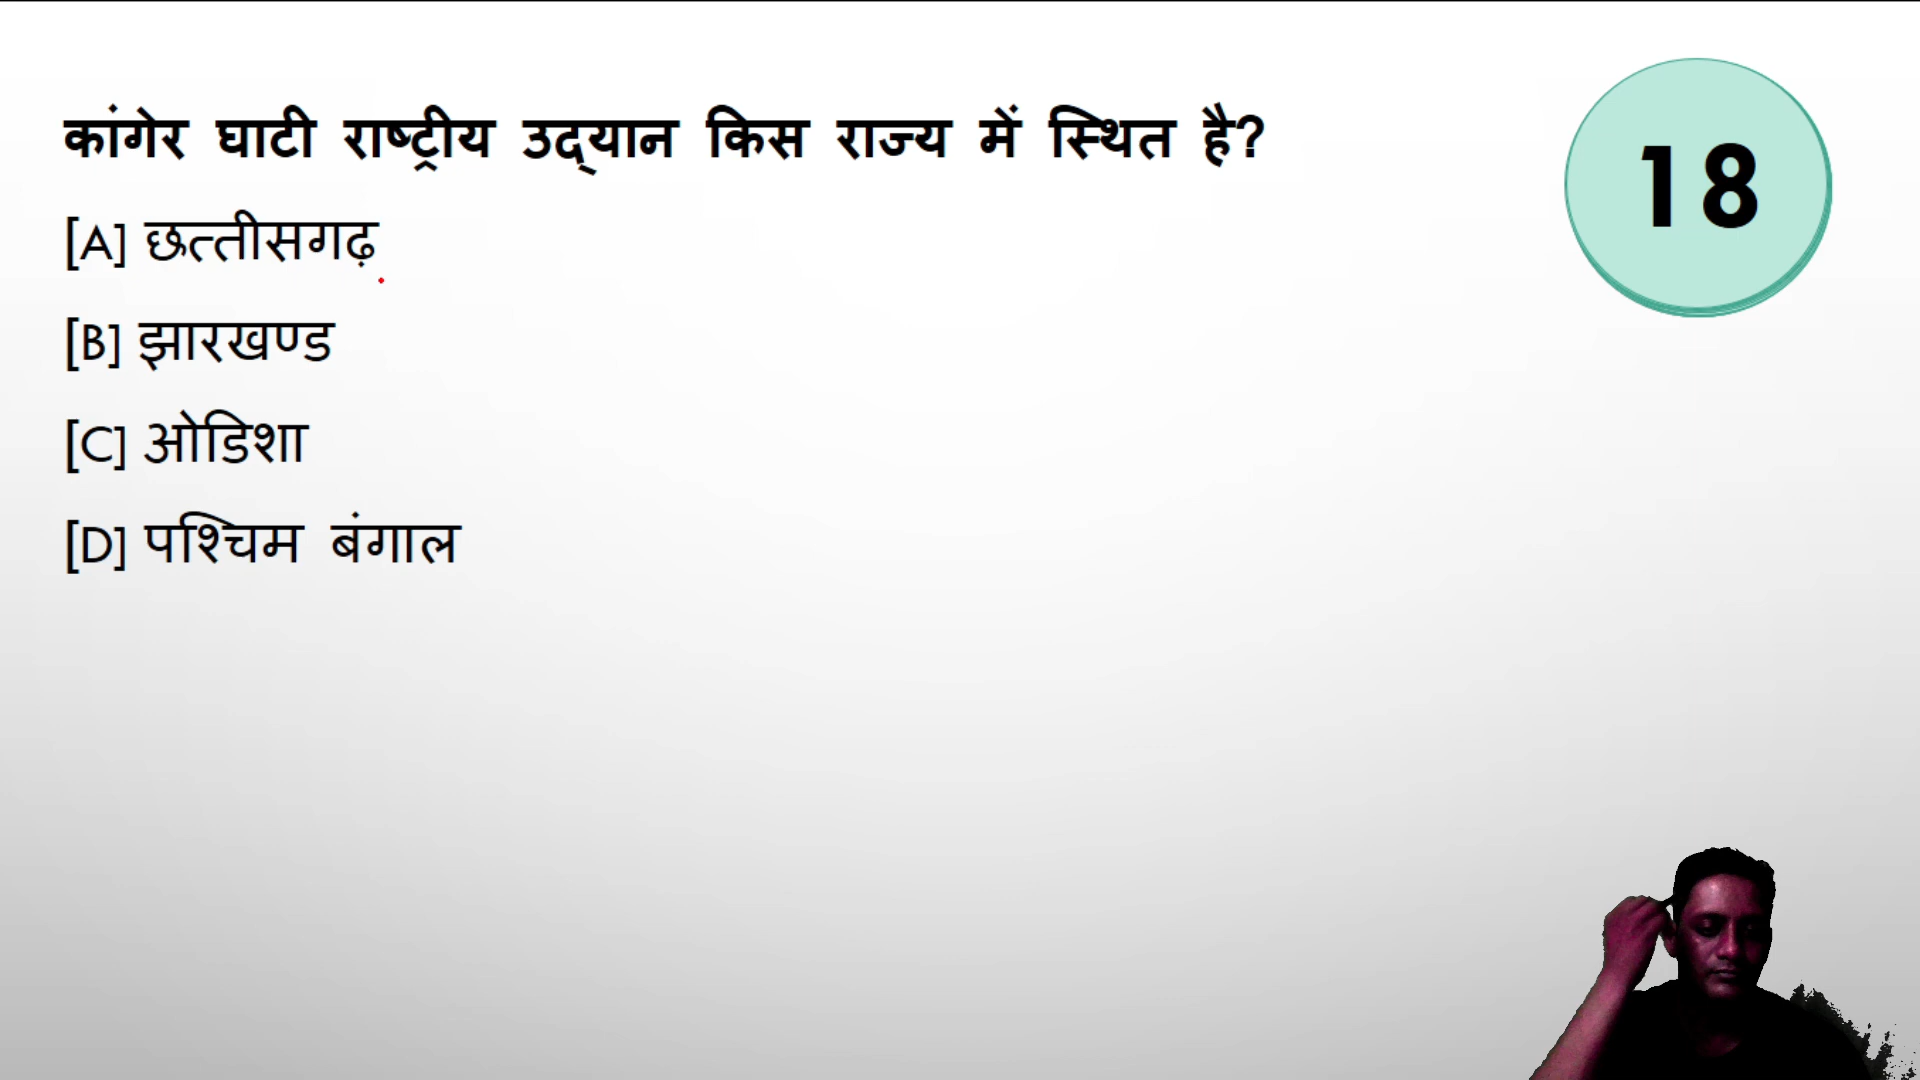 कांगेर घाटी राष्ट्रीय उद्यान किस राज्य में स्थित है?
18
[A] छत्तीसगढ़
[B] झारखण्ड
[C] ओडिशा
[D] पश्चिम बंगाल